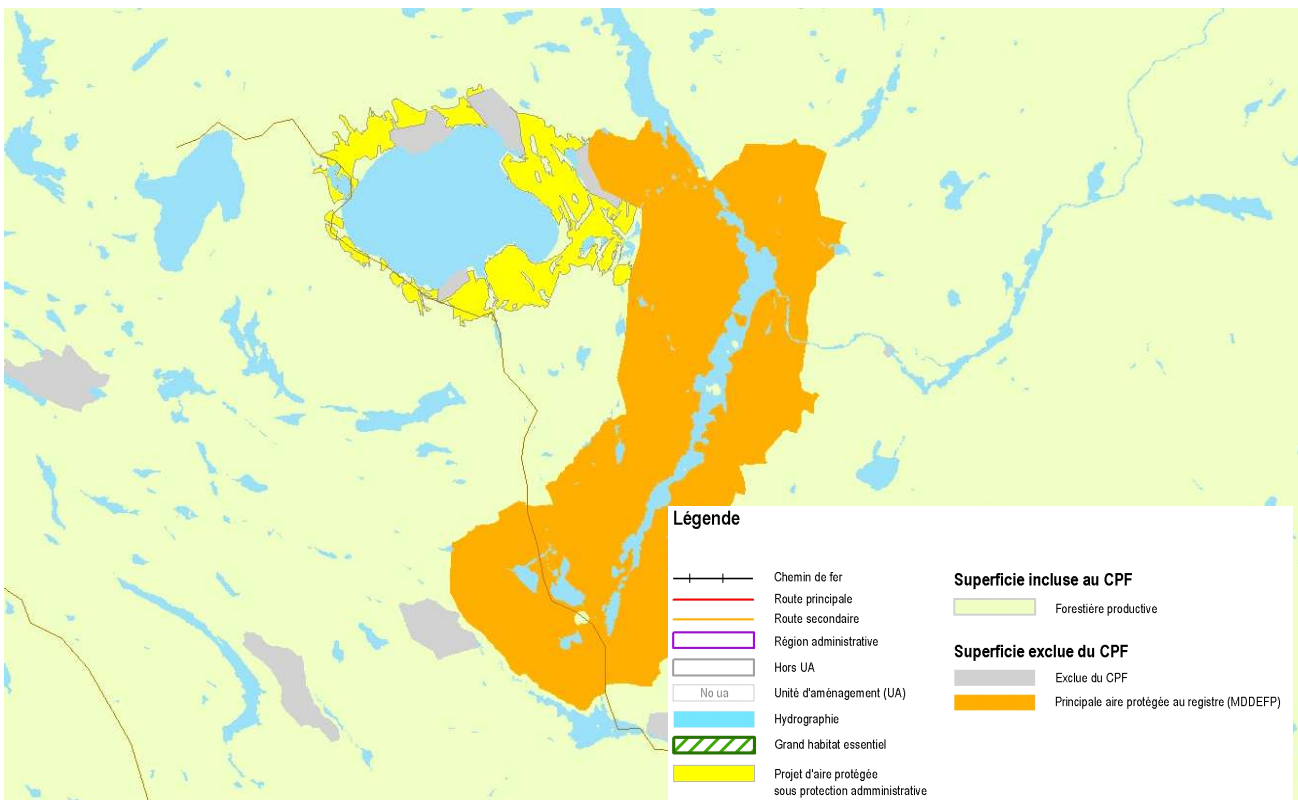 Légende
Chemin de fer
Route principale
Route secondaire
Région administrative
Hors UA
No ua
Unité d'aménagement (UA)
Hydrographie
Grand habitat essentiel
Projet d'aire protégée
sous protection admministrative
Superficie incluse au CPF
Forestière productive
Superficie exclue du CPF
Exclue du CPF
Principale aire protégée au registre (MDDEFP)